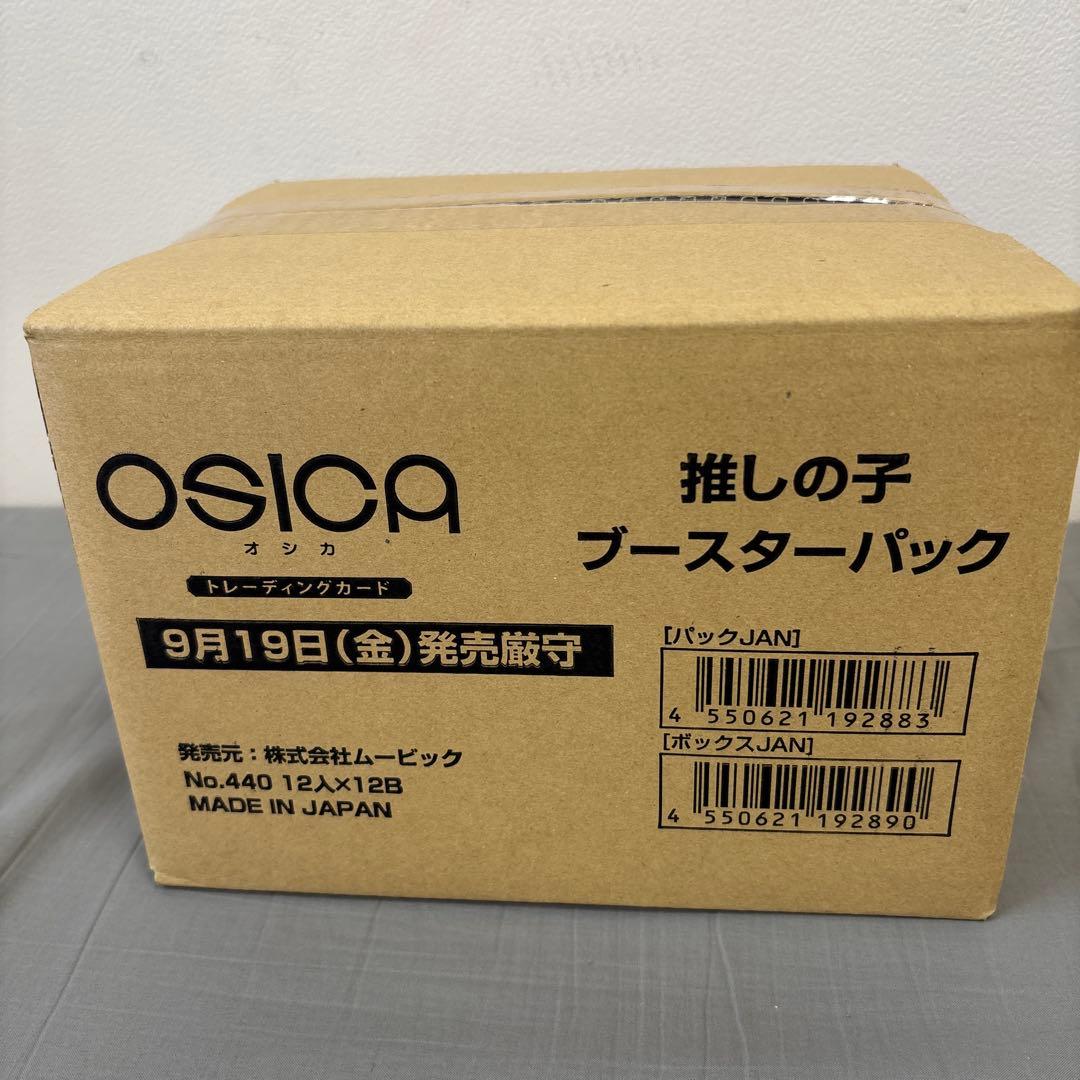 OSICA
オシカ
トレーディングカード
9月19日(金)発売厳守
発売元：株式会社ムービック
No.440 12入×12B
MADE IN JAPAN
推しの子
ブースターパック
[パックJAN]
4 550621 192883
[ボックスJAN]
4 550621 192890